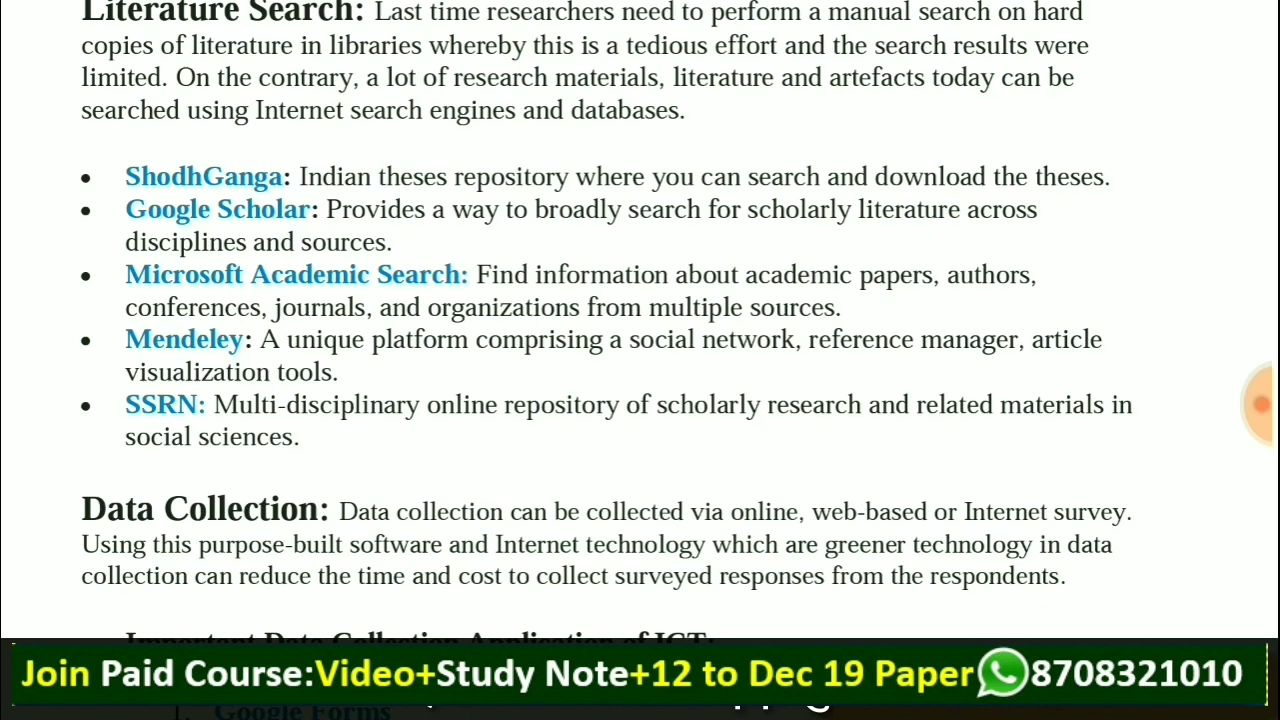 Literature Search: Last time researchers need to perform a manual search on hard
copies of literature in libraries whereby this is a tedious effort and the search results were
limited. On the contrary, a lot of research materials, literature and artefacts today can be
searched using Internet search engines and databases.
• ShodhGanga: Indian theses repository where you can search and download the theses.
• Google Scholar: Provides a way to broadly search for scholarly literature across
disciplines and sources.
• Microsoft Academic Search: Find information about academic papers, authors,
conferences, journals, and organizations from multiple sources.
• Mendeley: A unique platform comprising a social network, reference manager, article
visualization tools.
• SSRN: Multi-disciplinary online repository of scholarly research and related materials in
social sciences.
Data Collection: Data collection can be collected via online, web-based or Internet survey.
Using this purpose-built software and Internet technology which are greener technology in data
collection can reduce the time and cost to collect surveyed responses from the respondents.
Important Data Collection Application of ICT:
Join Paid Course:Video+Study Note+12 to Dec 19 Paper 8708321010
Google Forms